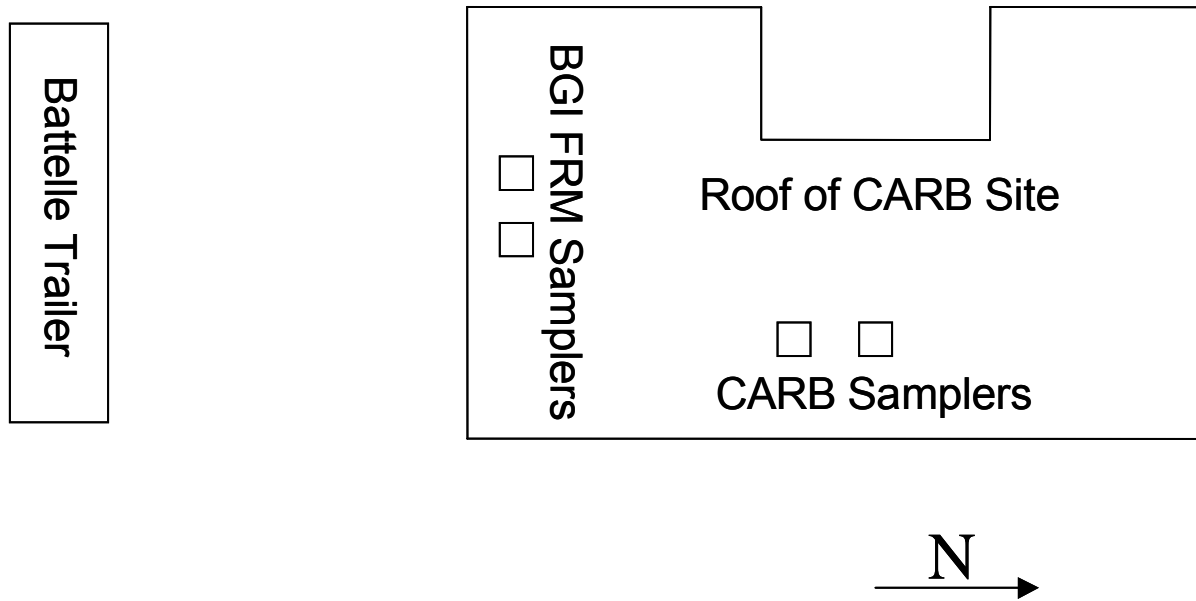 Battelle Trailer
BGI FRM Samplers
Roof of CARB Site
CARB Samplers
N